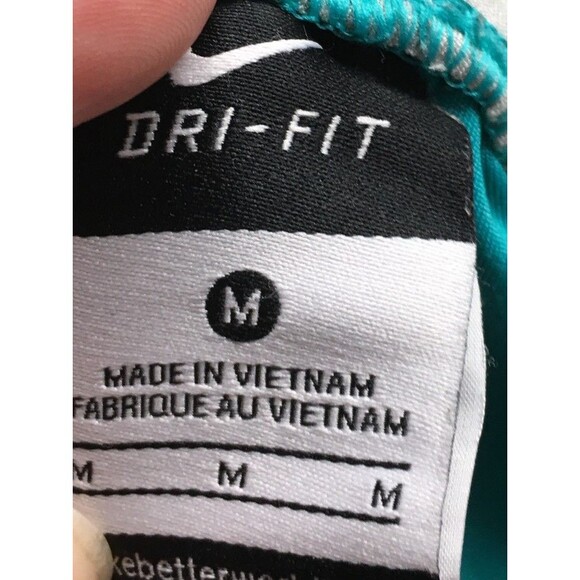 DRI-FIT
M
MADE IN VIETNAM
FABRIQUE AU VIETNAM
M M M